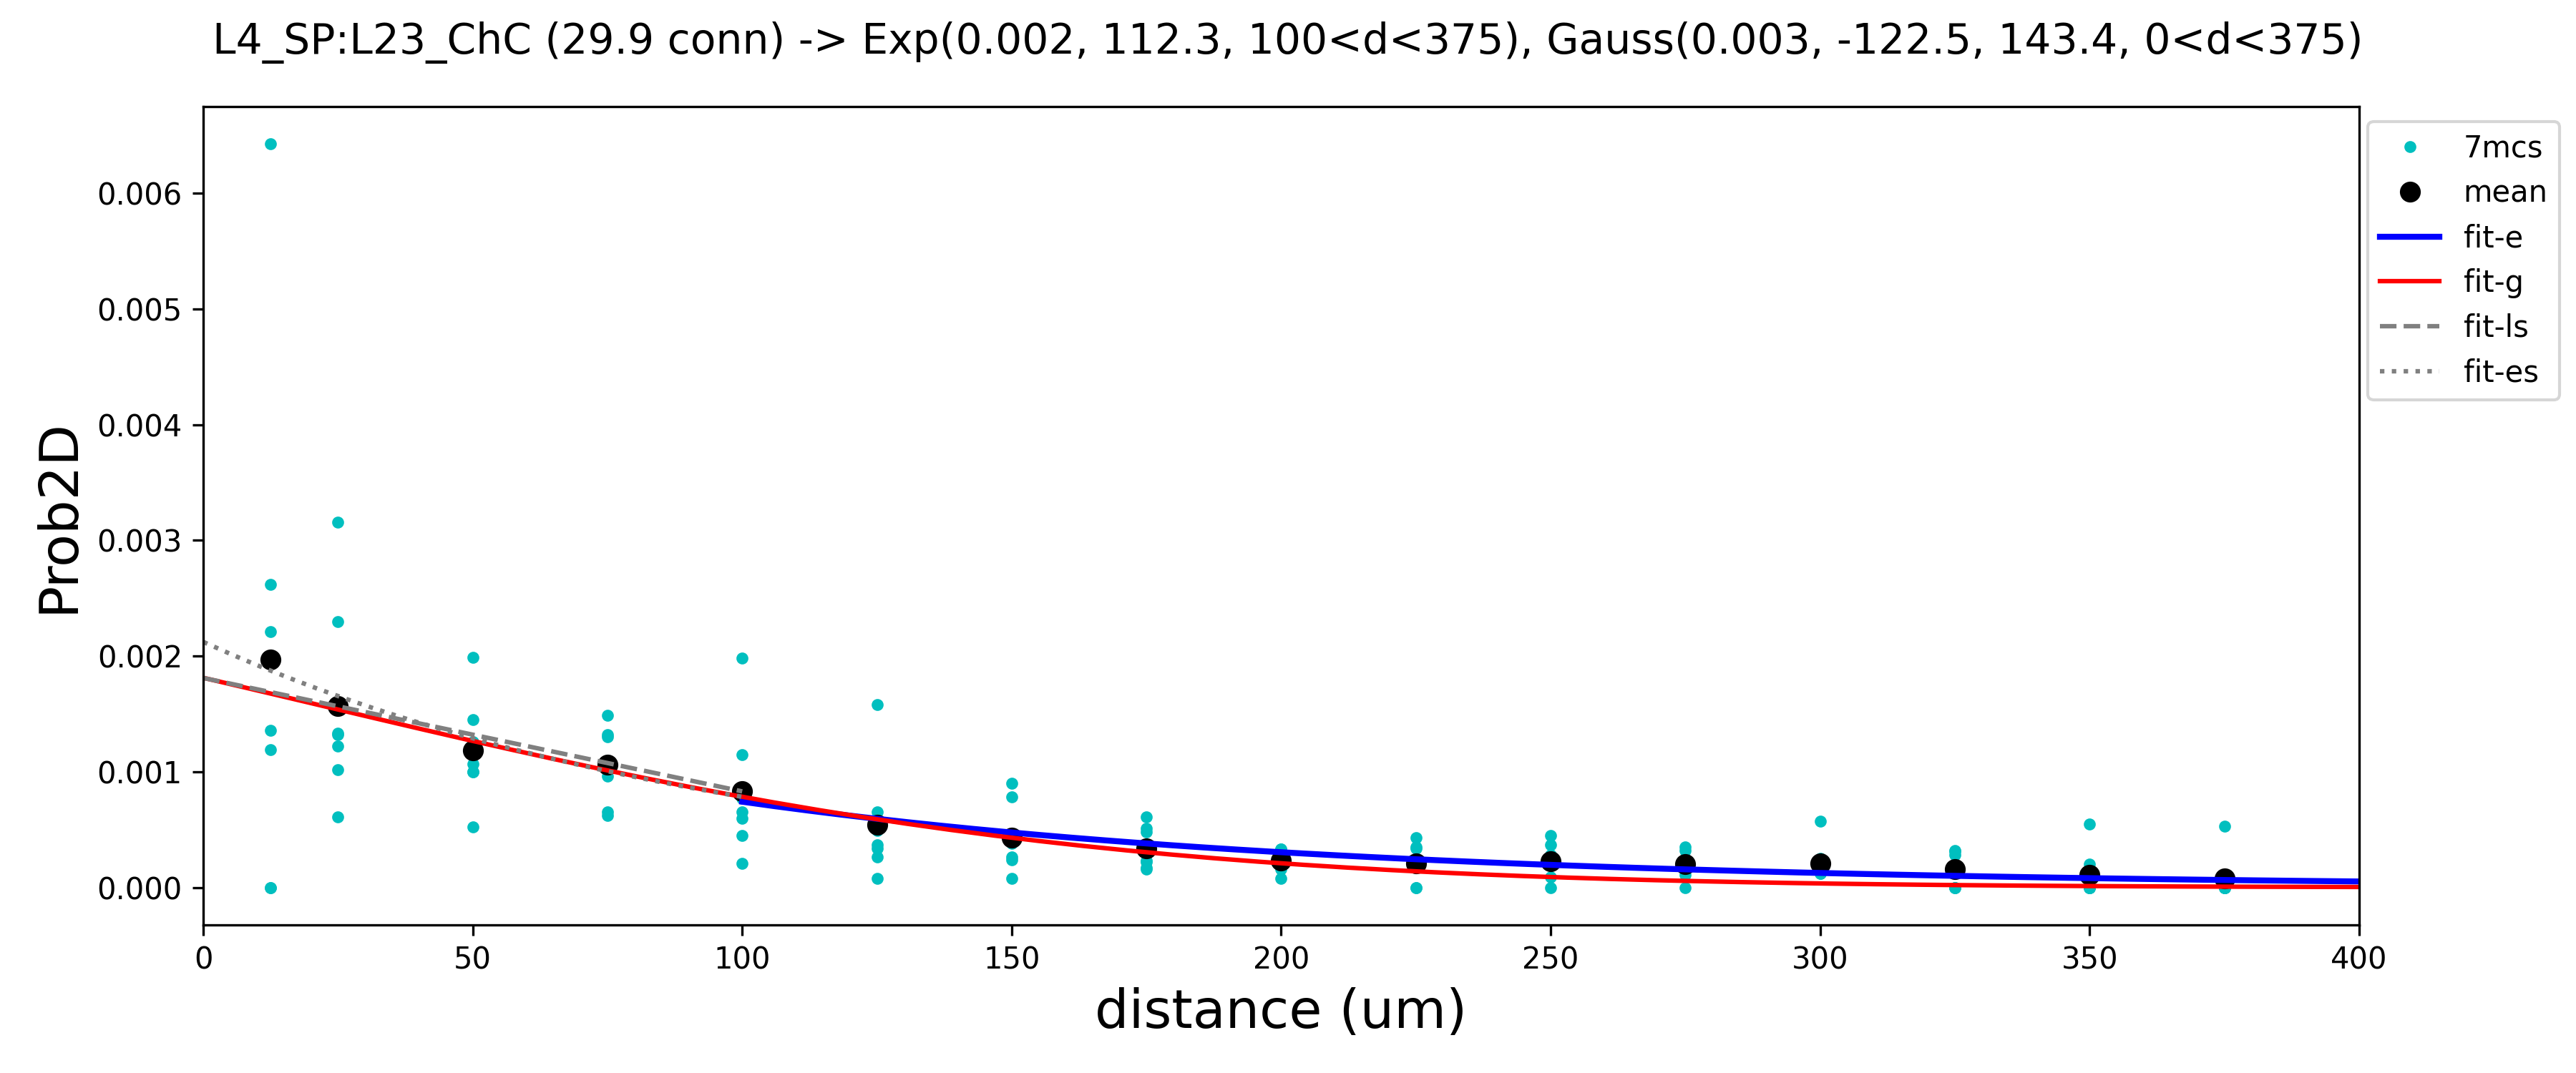 L4_SP:L23_ChC (29.9 conn) -> Exp(0.002, 112.3, 100<d<375), Gauss(0.003, -122.5, 143.4, 0<d<375)
7mcs
mean
fit-e
fit-g
fit-ls
fit-es
Prob2D
0.006
0.005
0.004
0.003
0.002
0.001
0.000
0 50 100 150 200 250 300 350 400
distance (um)